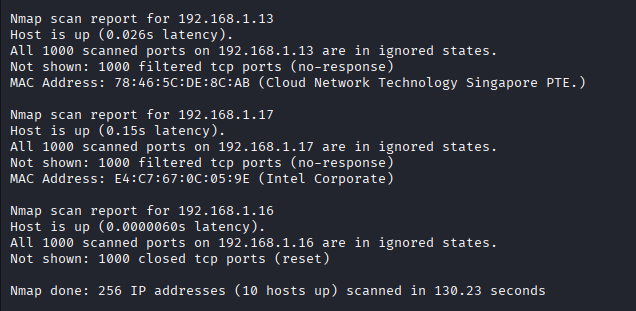 Nmap scan report for 192.168.1.13
Host is up (0.026s latency).
All 1000 scanned ports on 192.168.1.13 are in ignored states.
Not shown: 1000 filtered tcp ports (no-response)
MAC Address: 78:46:5C:DE:8C:AB (Cloud Network Technology Singapore PTE.)
Nmap scan report for 192.168.1.17
Host is up (0.15s latency).
All 1000 scanned ports on 192.168.1.17 are in ignored states.
Not shown: 1000 filtered tcp ports (no-response)
MAC Address: E4:C7:67:0C:05:9E (Intel Corporate)
Nmap scan report for 192.168.1.16
Host is up (0.0000060s latency).
All 1000 scanned ports on 192.168.1.16 are in ignored states.
Not shown: 1000 closed tcp ports (reset)
Nmap done: 256 IP addresses (10 hosts up) scanned in 130.23 seconds